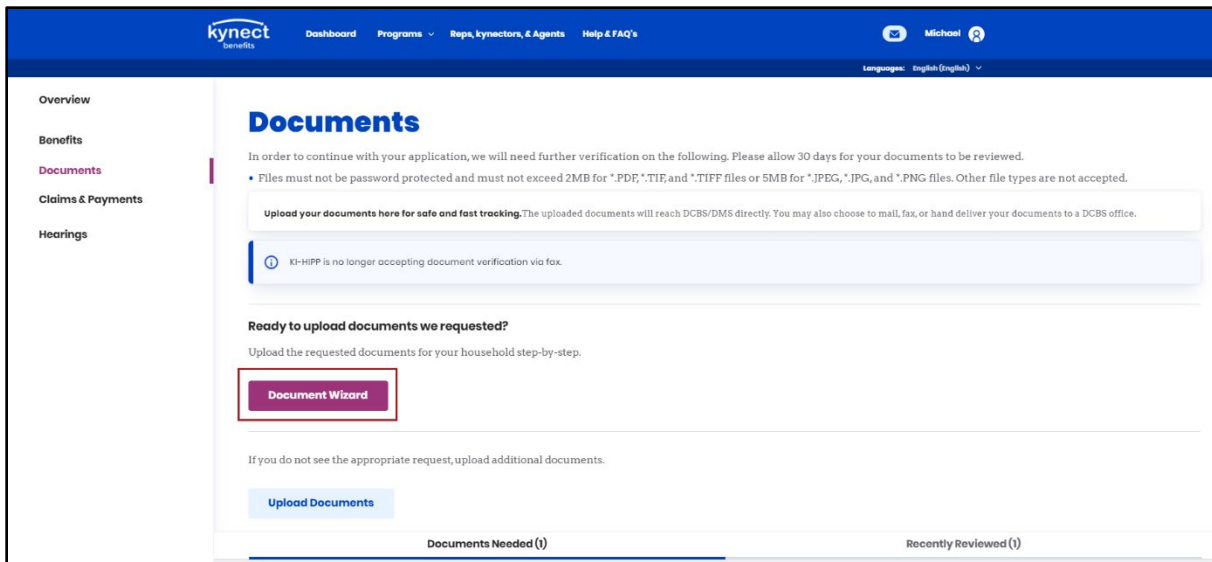 kynect
benefits
Dashboard Programs Reps, kynectors, & Agents Help & FAQ's Michael
Languages: English (English)
Overview
Benefits
Documents
Claims & Payments
Hearings
Documents
In order to continue with your application, we will need further verification on the following. Please allow 30 days for your documents to be reviewed.
• Files must not be password protected and must not exceed 2MB for *.PDF, *.TIF, and *.TIFF files or 5MB for *.JPEG, *.JPG, and *.PNG files. Other file types are not accepted.
Upload your documents here for safe and fast tracking.The uploaded documents will reach DCBS/DMS directly. You may also choose to mail, fax, or hand deliver your documents to a DCBS office.
KI-HIPP is no longer accepting document verification via fax.
Ready to upload documents we requested?
Upload the requested documents for your household step-by-step.
Document Wizard
If you do not see the appropriate request, upload additional documents.
Upload Documents
Documents Needed (1) Recently Reviewed (1)